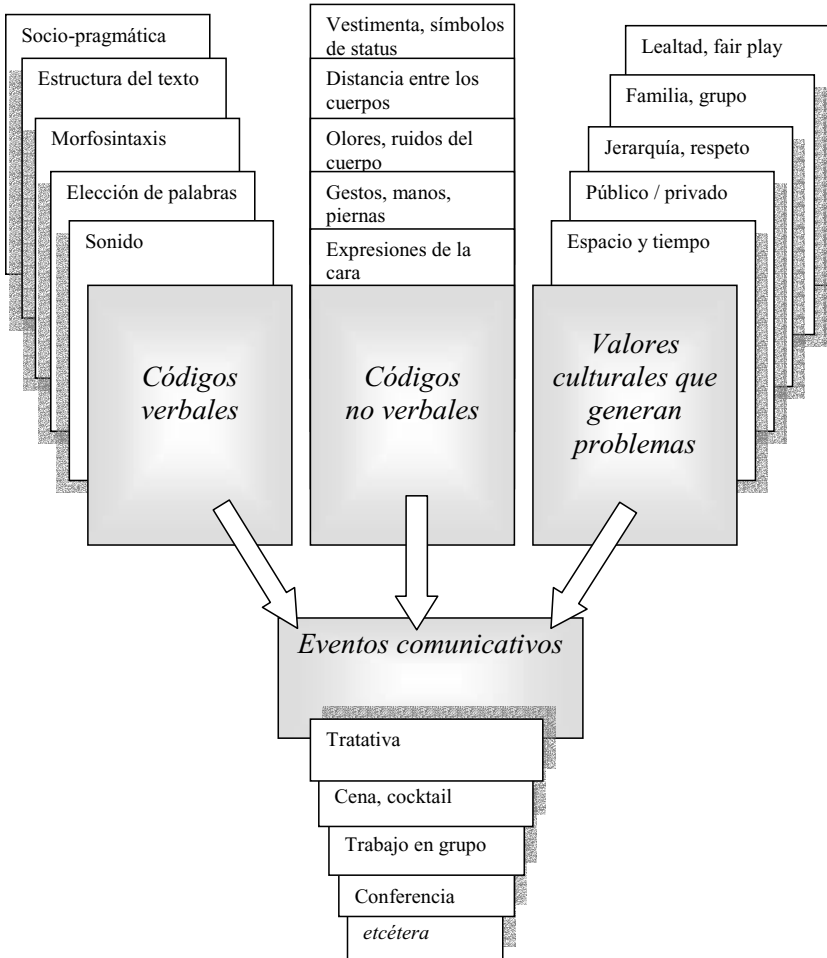 Socio-pragmática
Estructura del texto
Morfosintaxis
Elección de palabras
Sonido
Códigos
verbales
Vestimenta, símbolos
de status
Distancia entre los
cuerpos
Olores, ruidos del
cuerpo
Gestos, manos,
piernas
Expresiones de la
cara
Códigos
no verbales
Lealtad, fair play
Familia, grupo
Jerarquía, respeto
Público / privado
Espacio y tiempo
Valores
culturales que
generan
problemas
Eventos comunicativos
Tratativa
Cena, cocktail
Trabajo en grupo
Conferencia
etcétera